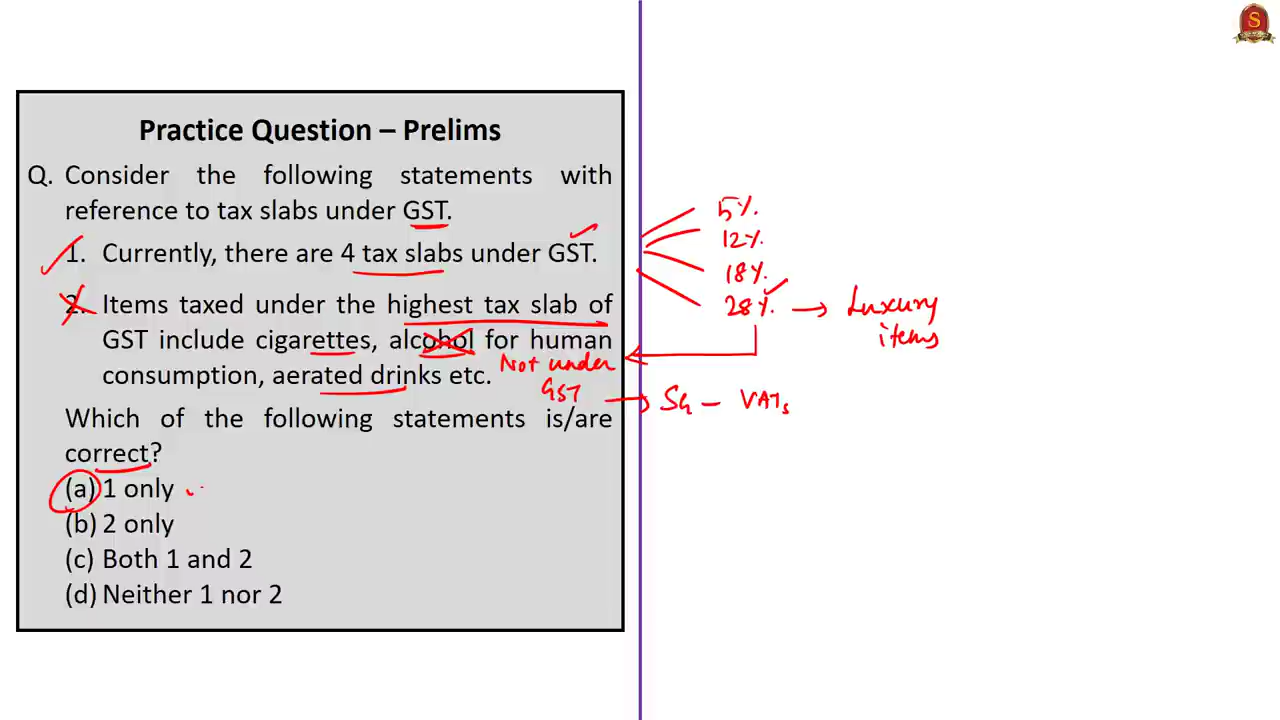 S
Practice Question – Prelims
Q. Consider the following statements with
reference to tax slabs under GST.
1. Currently, there are 4 tax slabs under GST.
2. Items taxed under the highest tax slab of
GST include cigarettes, alcohol for human
consumption, aerated drinks etc.
Which of the following statements is/are
correct?
(a) 1 only
(b) 2 only
(c) Both 1 and 2
(d) Neither 1 nor 2
Not under
GST
5%.
12%.
18%.
28%.
Luxury
items
SG – VATs